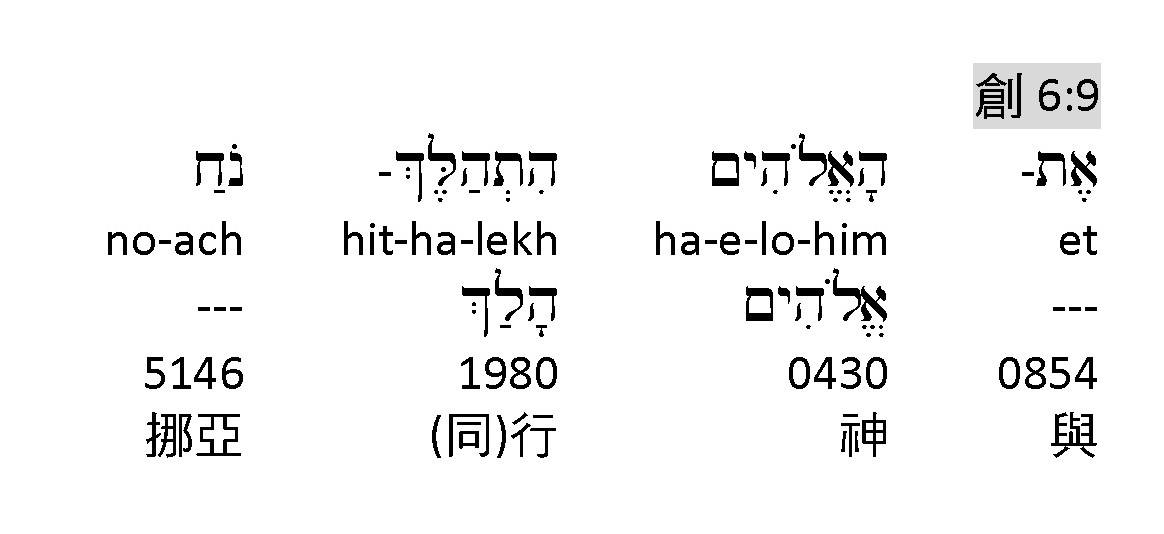 創 6:9
אֶת־ הָאֱלֹהִים הִתְהַלֶּךְ־ נֹחַ
et ha-e-lo-him hit-ha-lekh no-ach
--- אֱלֹהִים הָלַךְ ---
0854 0430 1980 5146
與 神 (同)行 挪亞